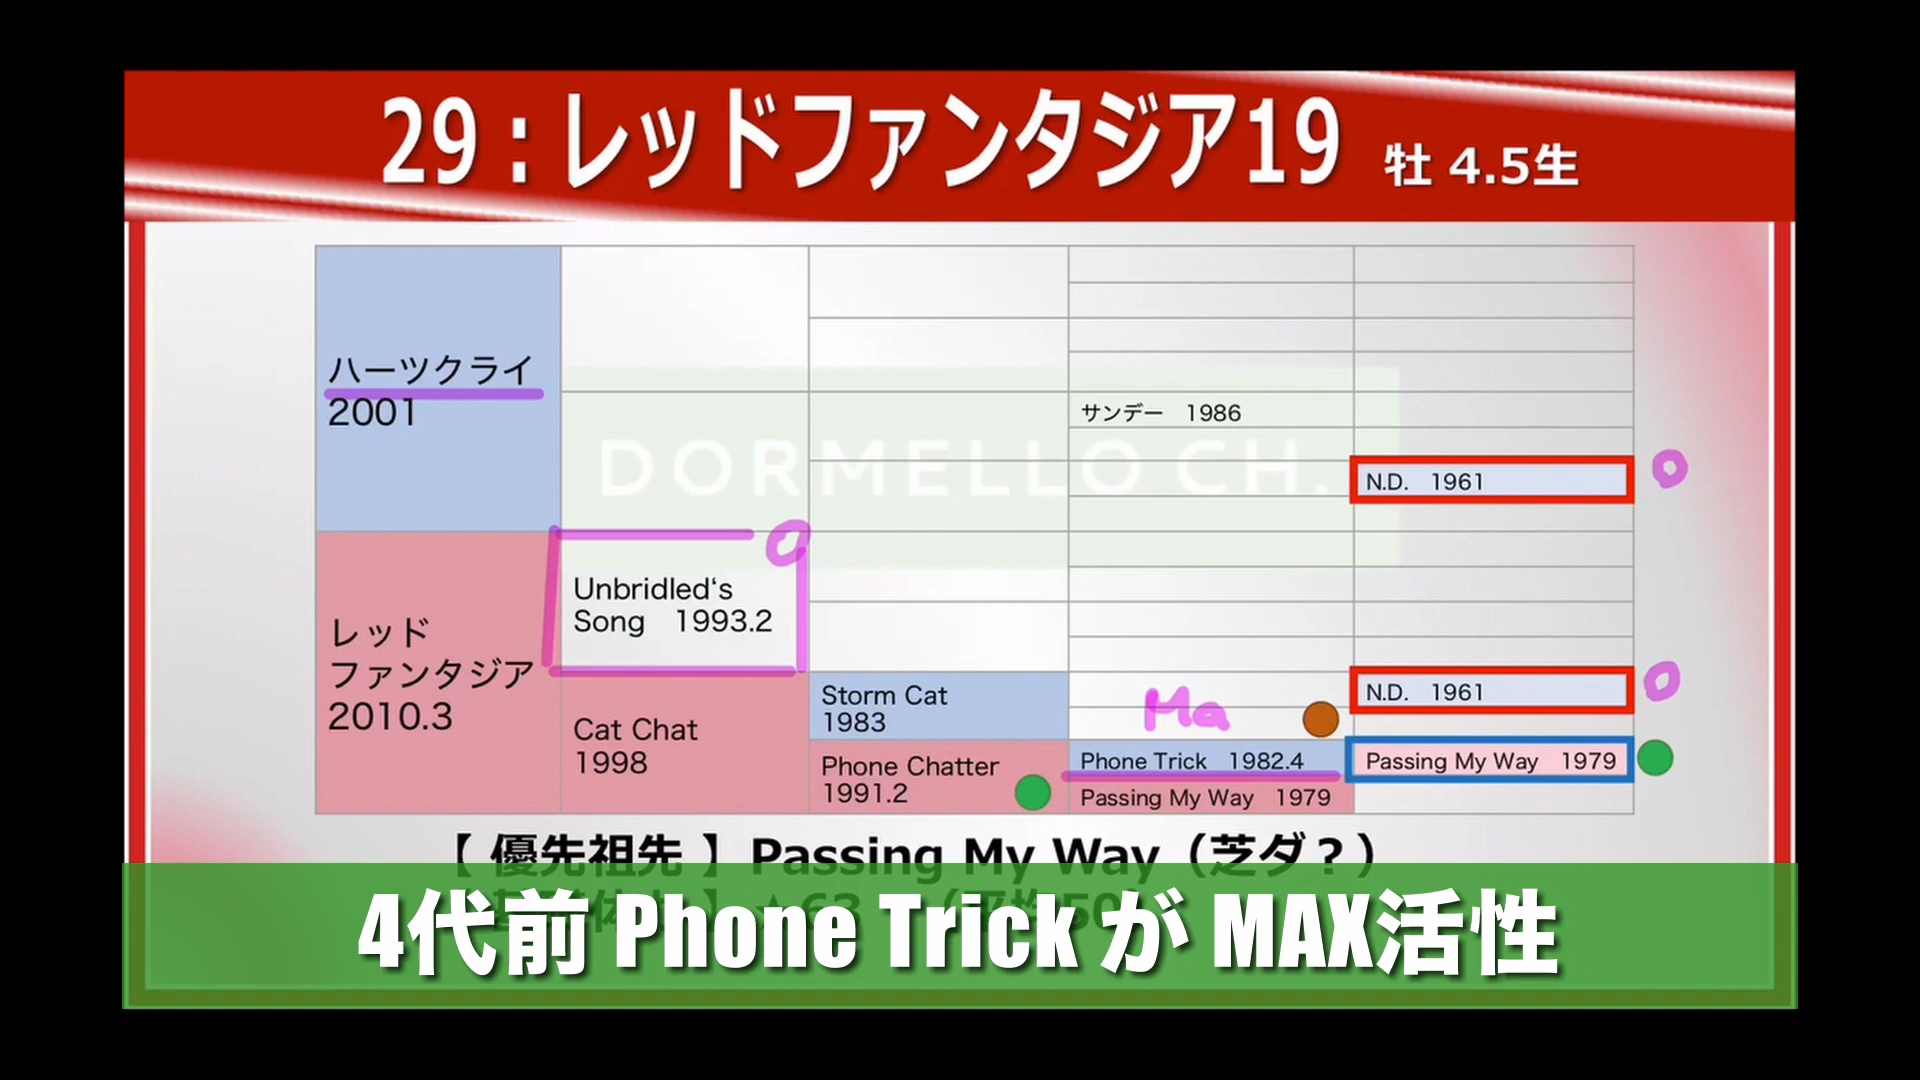 29：レッドファンタジア19 牡 4.5生
ハーツクライ
2001
サンデー 1986
DORMELLO CH.
N.D. 1961
Unbridled‘s
Song 1993.2
レッド
ファンタジア
2010.3
Storm Cat
1983
Ma
N.D. 1961
Cat Chat
1998
Phone Chatter
1991.2
Phone Trick 1982.4
Passing My Way 1979
Passing My Way 1979
【 優先祖先 】Passing My Way（芝ダ？）
4代前 Phone Trick が MAX活性